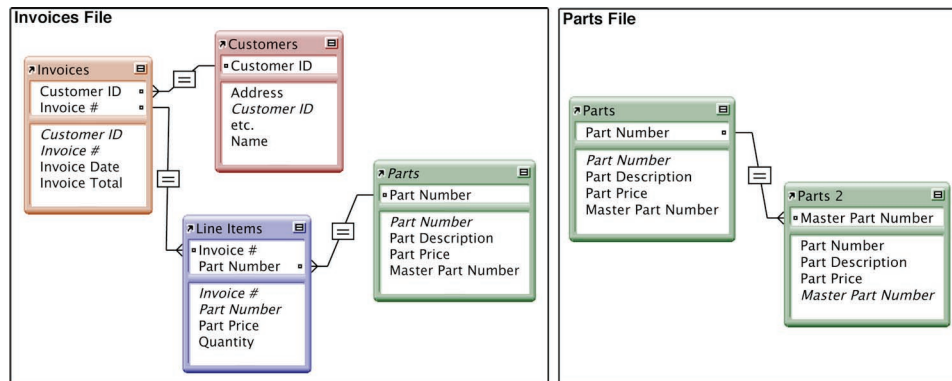 Invoices File
Invoices
Customer ID
Invoice #
Customer ID
Invoice #
Invoice Date
Invoice Total
Customers
Customer ID
Address
Customer ID
etc.
Name
Line Items
Invoice #
Part Number
Invoice #
Part Number
Part Price
Quantity
Parts
Part Number
Part Number
Part Description
Part Price
Master Part Number
Parts File
Parts
Part Number
Part Number
Part Description
Part Price
Master Part Number
Parts 2
Master Part Number
Part Number
Part Description
Part Price
Master Part Number